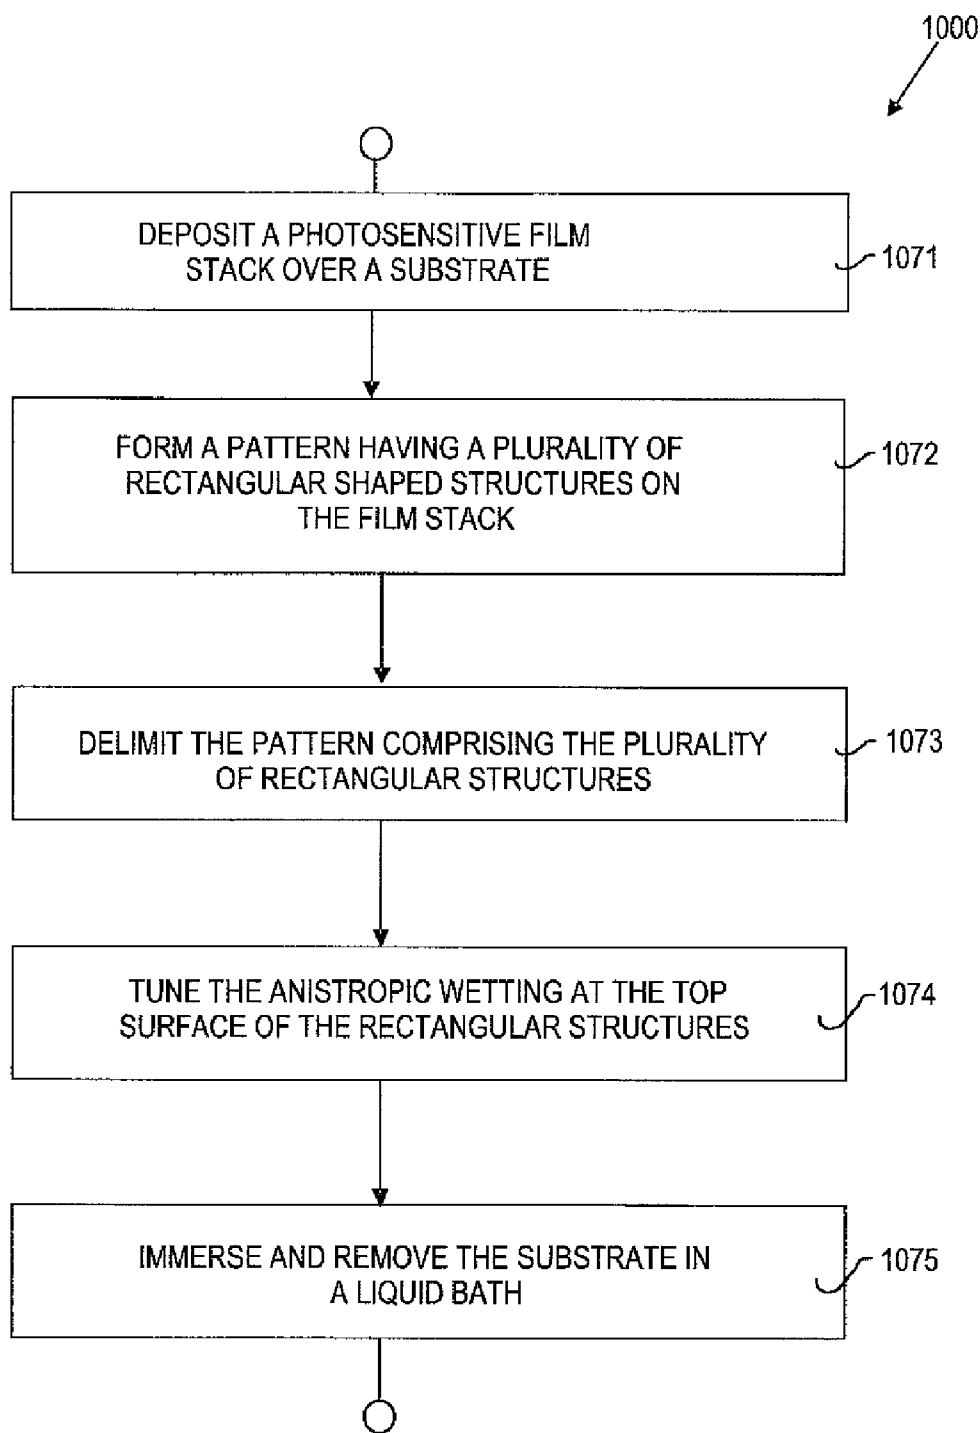 1000
DEPOSIT A PHOTOSENSITIVE FILM
STACK OVER A SUBSTRATE
1071
FORM A PATTERN HAVING A PLURALITY OF
RECTANGULAR SHAPED STRUCTURES ON
THE FILM STACK
1072
DELIMIT THE PATTERN COMPRISING THE PLURALITY
OF RECTANGULAR STRUCTURES
1073
TUNE THE ANISTROPIC WETTING AT THE TOP
SURFACE OF THE RECTANGULAR STRUCTURES
1074
IMMERSE AND REMOVE THE SUBSTRATE IN
A LIQUID BATH
1075